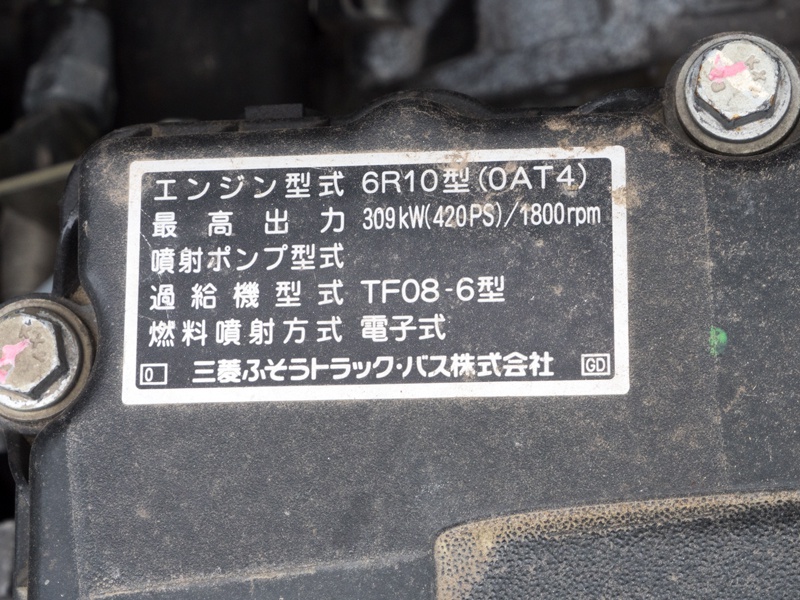 エンジン型式 6R10型(0AT4)
最高出力 309kW(420PS)/1800rpm
噴射ポンプ型式
過給機型式 TF08-6型
燃料噴射方式 電子式
0 三菱ふそうトラック・バス株式会社 GD